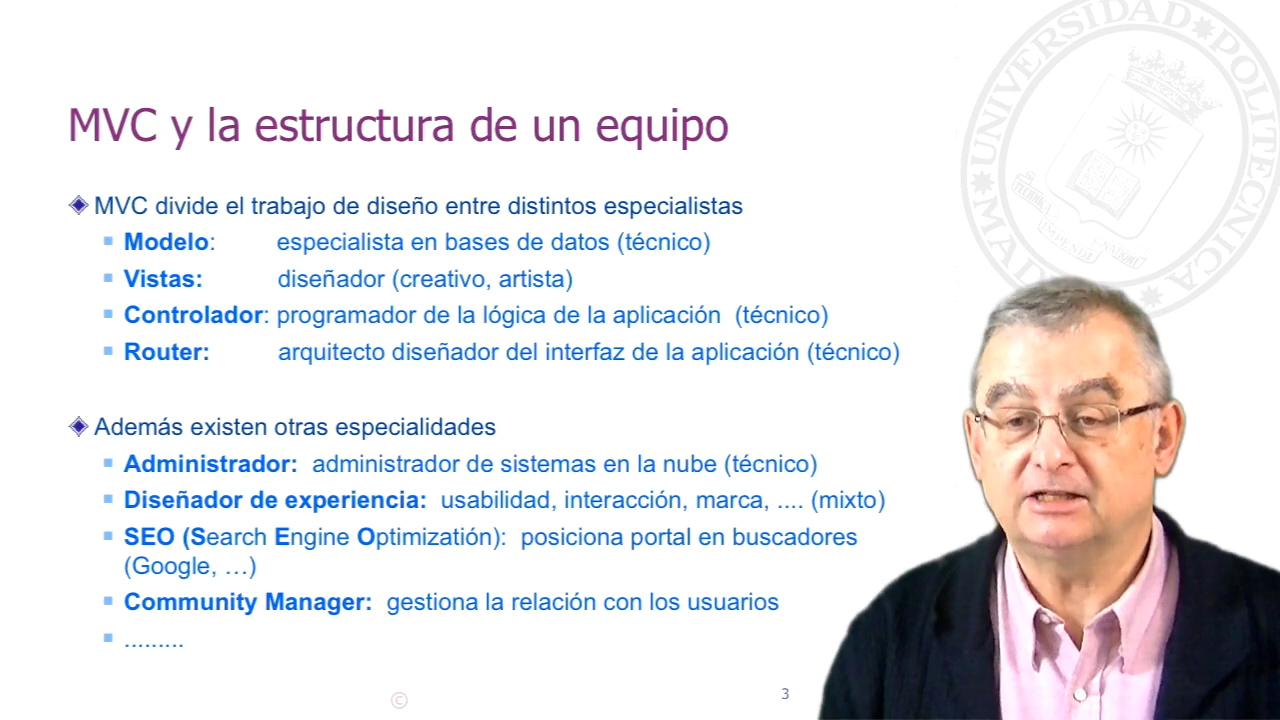 UNIVERSIDAD POLITÉCNICA
MVC y la estructura de un equipo
MVC divide el trabajo de diseño entre distintos especialistas
Modelo: especialista en bases de datos (técnico)
Vistas: diseñador (creativo, artista)
Controlador: programador de la lógica de la aplicación (técnico)
Router: arquitecto diseñador del interfaz de la aplicación (técnico)
Además existen otras especialidades
Administrador: administrador de sistemas en la nube (técnico)
Diseñador de experiencia: usabilidad, interacción, marca, .... (mixto)
SEO (Search Engine Optimizatión): posiciona portal en buscadores
(Google, …)
Community Manager: gestiona la relación con los usuarios
.........
©
3